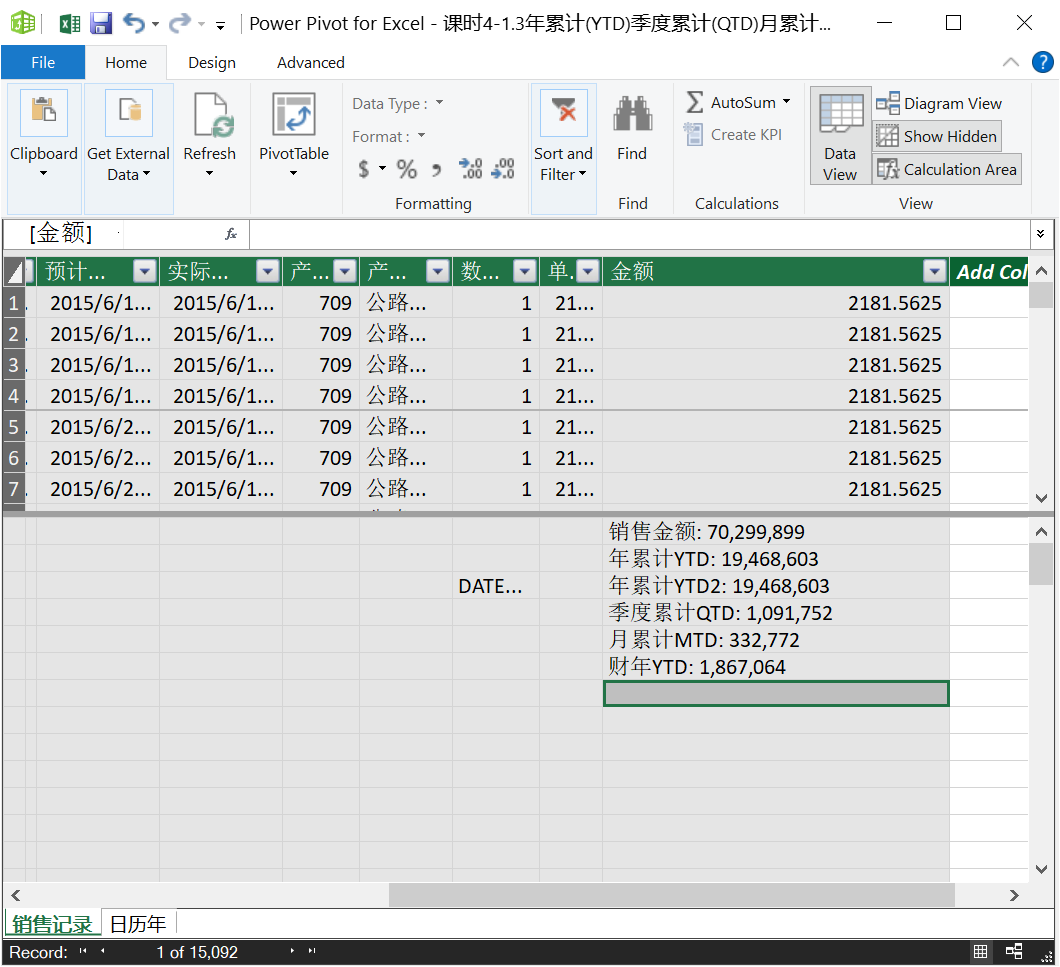 Power Pivot for Excel - 课时4-1.3年累计(YTD)季度累计(QTD)月累计...
File Home Design Advanced
Data Type :
Format :
$ % ,
Clipboard
Get External Data
Refresh
PivotTable
Formatting
Sort and Filter
Find
Find
AutoSum
Create KPI
Calculations
Data View
Diagram View
Show Hidden
Calculation Area
View
[金额] fx
预计... 实际... 产... 产... 数... 单... 金额 Add Col
1 2015/6/1... 2015/6/1... 709 公路... 1 21... 2181.5625
2 2015/6/1... 2015/6/1... 709 公路... 1 21... 2181.5625
3 2015/6/1... 2015/6/1... 709 公路... 1 21... 2181.5625
4 2015/6/1... 2015/6/1... 709 公路... 1 21... 2181.5625
5 2015/6/2... 2015/6/1... 709 公路... 1 21... 2181.5625
6 2015/6/2... 2015/6/1... 709 公路... 1 21... 2181.5625
7 2015/6/2... 2015/6/1... 709 公路... 1 21... 2181.5625
销售金额: 70,299,899
年累计YTD: 19,468,603
DATE... 年累计YTD2: 19,468,603
季度累计QTD: 1,091,752
月累计MTD: 332,772
财年YTD: 1,867,064
销售记录 日历年
Record: 1 of 15,092